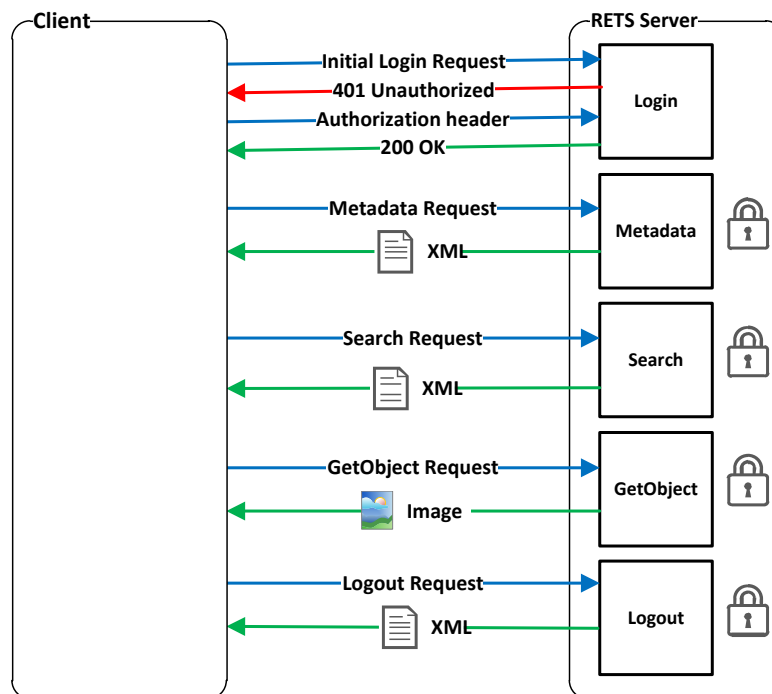 Client
RETS Server
Initial Login Request
401 Unauthorized
Authorization header
200 OK
Login
Metadata Request
XML
Metadata
Search Request
XML
Search
GetObject Request
Image
GetObject
Logout Request
XML
Logout